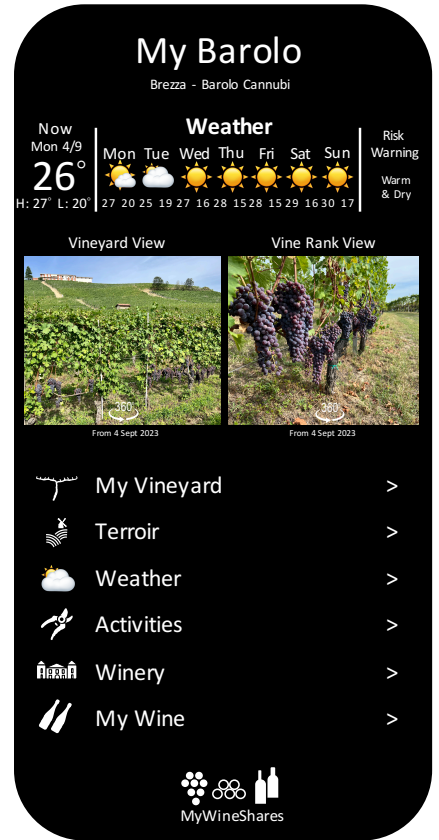 My Barolo
Brezza - Barolo Cannubi
Now
Mon 4/9
26°
H: 27° L: 20°
Weather
Mon Tue Wed Thu Fri Sat Sun
27 20 25 19 27 16 28 15 28 15 29 16 30 17
Risk
Warning
Warm
& Dry
Vineyard View
Vine Rank View
360
360
From 4 Sept 2023
From 4 Sept 2023
My Vineyard >
Terroir >
Weather >
Activities >
Winery >
My Wine >
MyWineShares